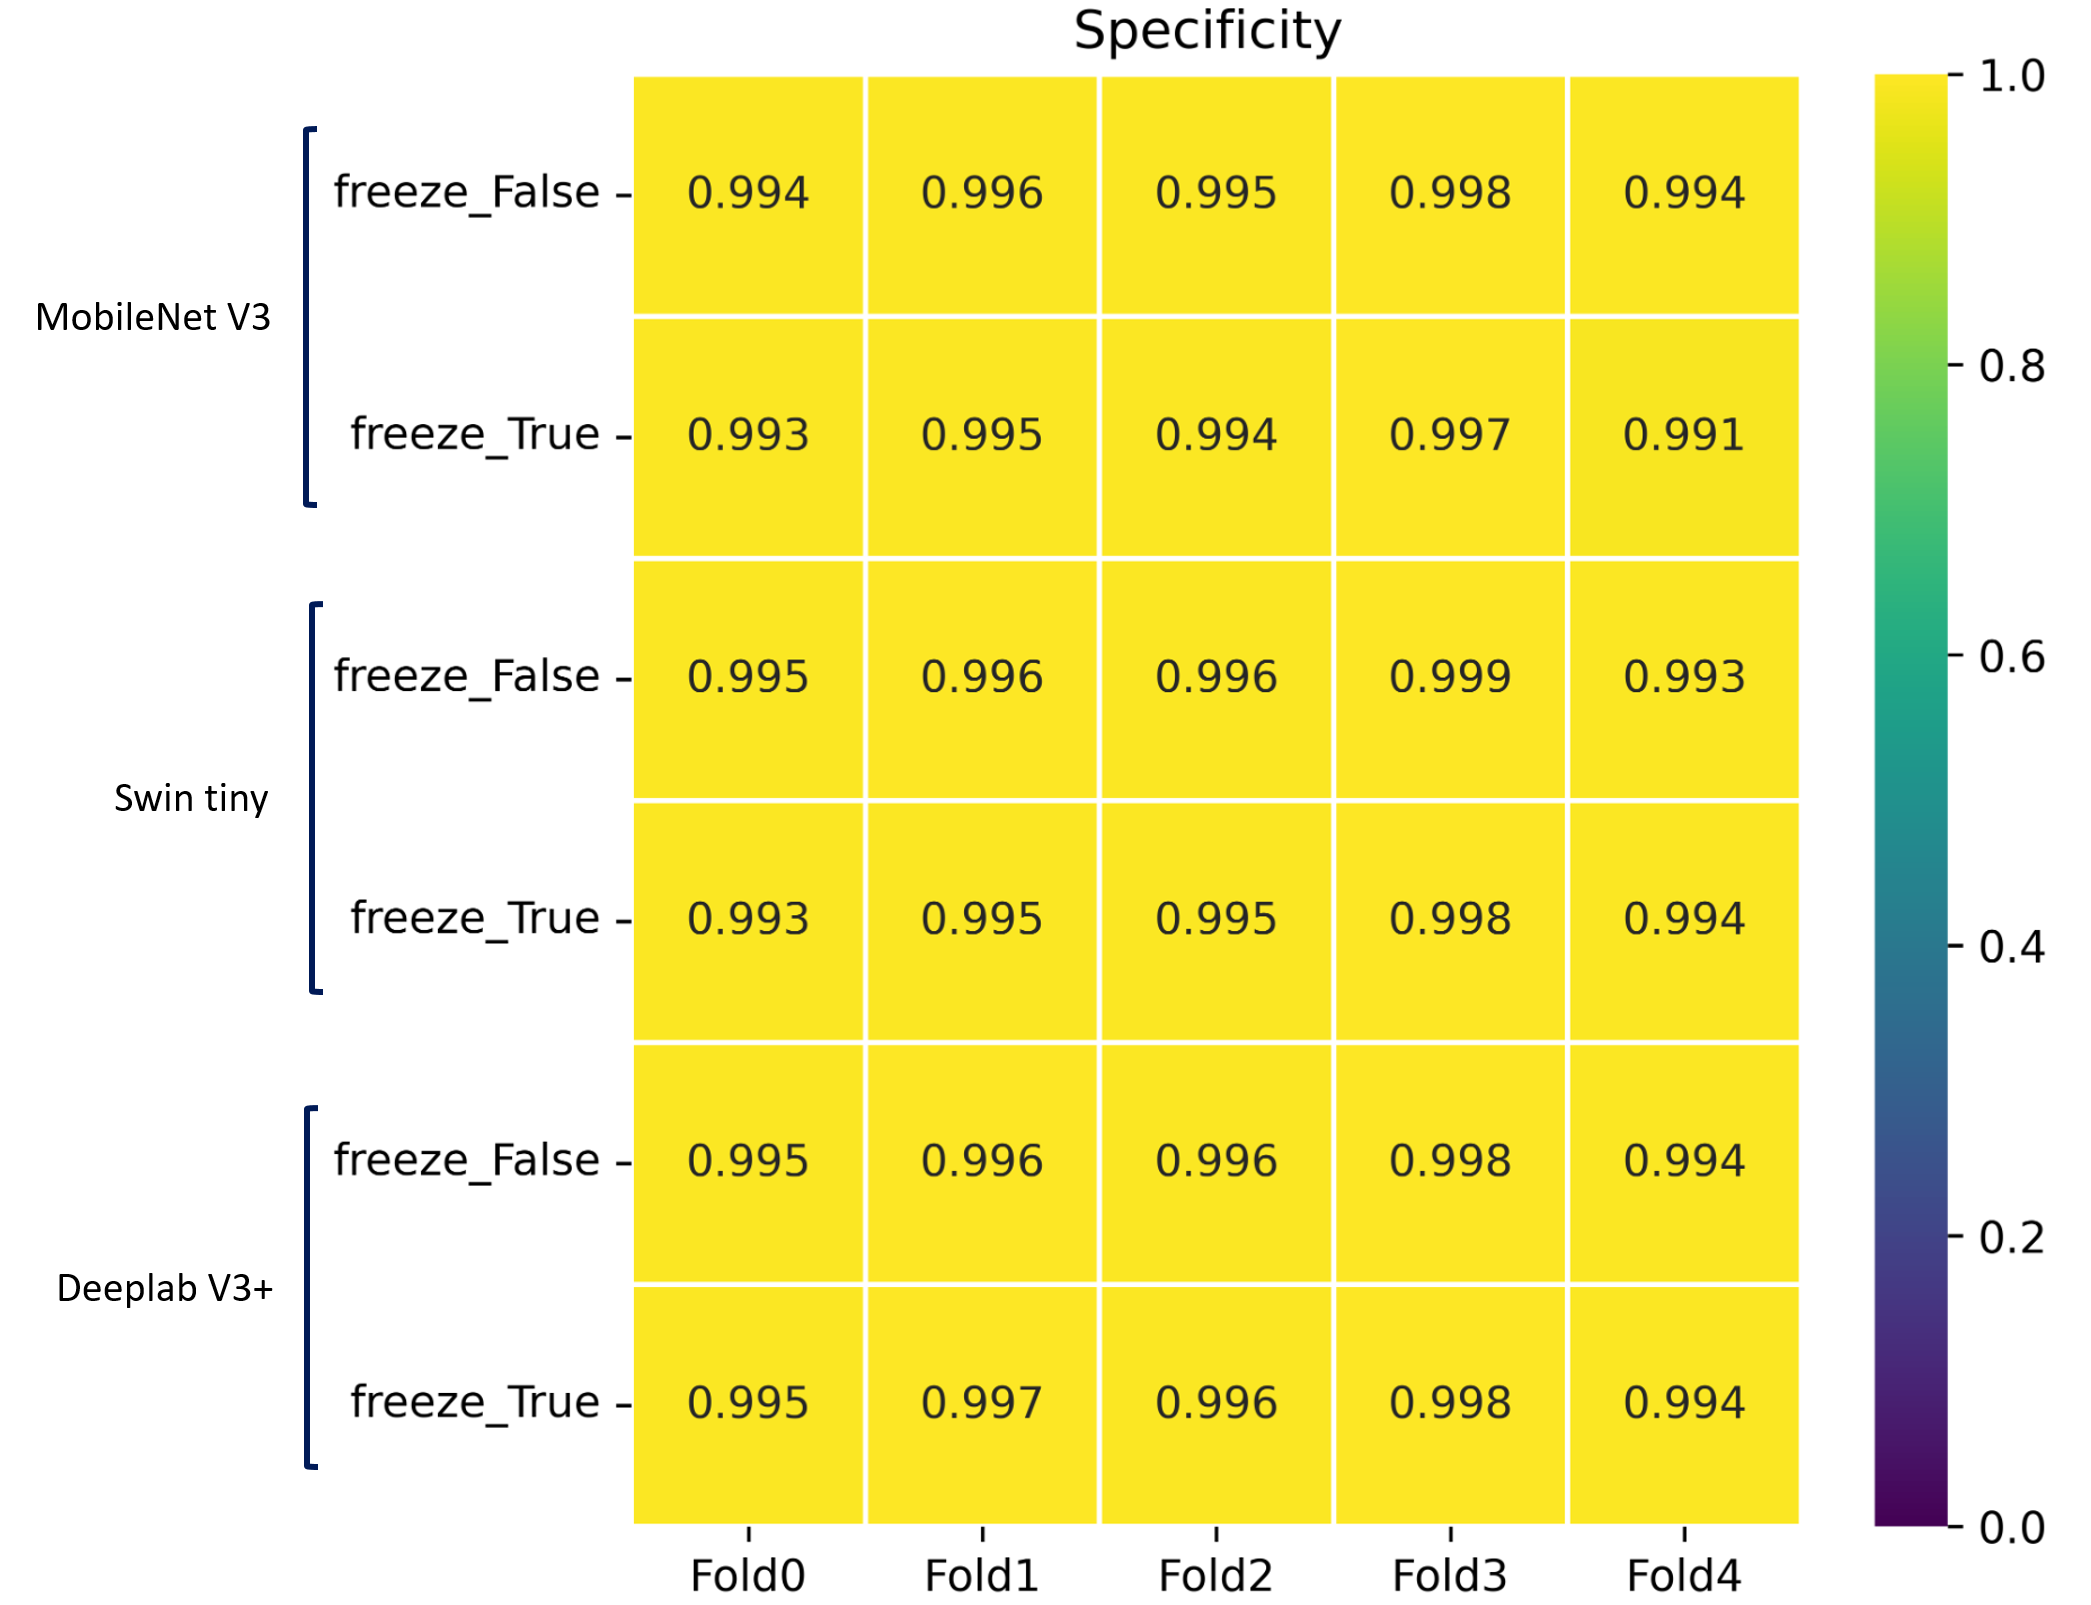 Specificity
MobileNet V3
freeze_False 0.994 0.996 0.995 0.998 0.994
freeze_True 0.993 0.995 0.994 0.997 0.991
Swin tiny
freeze_False 0.995 0.996 0.996 0.999 0.993
freeze_True 0.993 0.995 0.995 0.998 0.994
Deeplab V3+
freeze_False 0.995 0.996 0.996 0.998 0.994
freeze_True 0.995 0.997 0.996 0.998 0.994
Fold0 Fold1 Fold2 Fold3 Fold4
1.0
0.8
0.6
0.4
0.2
0.0